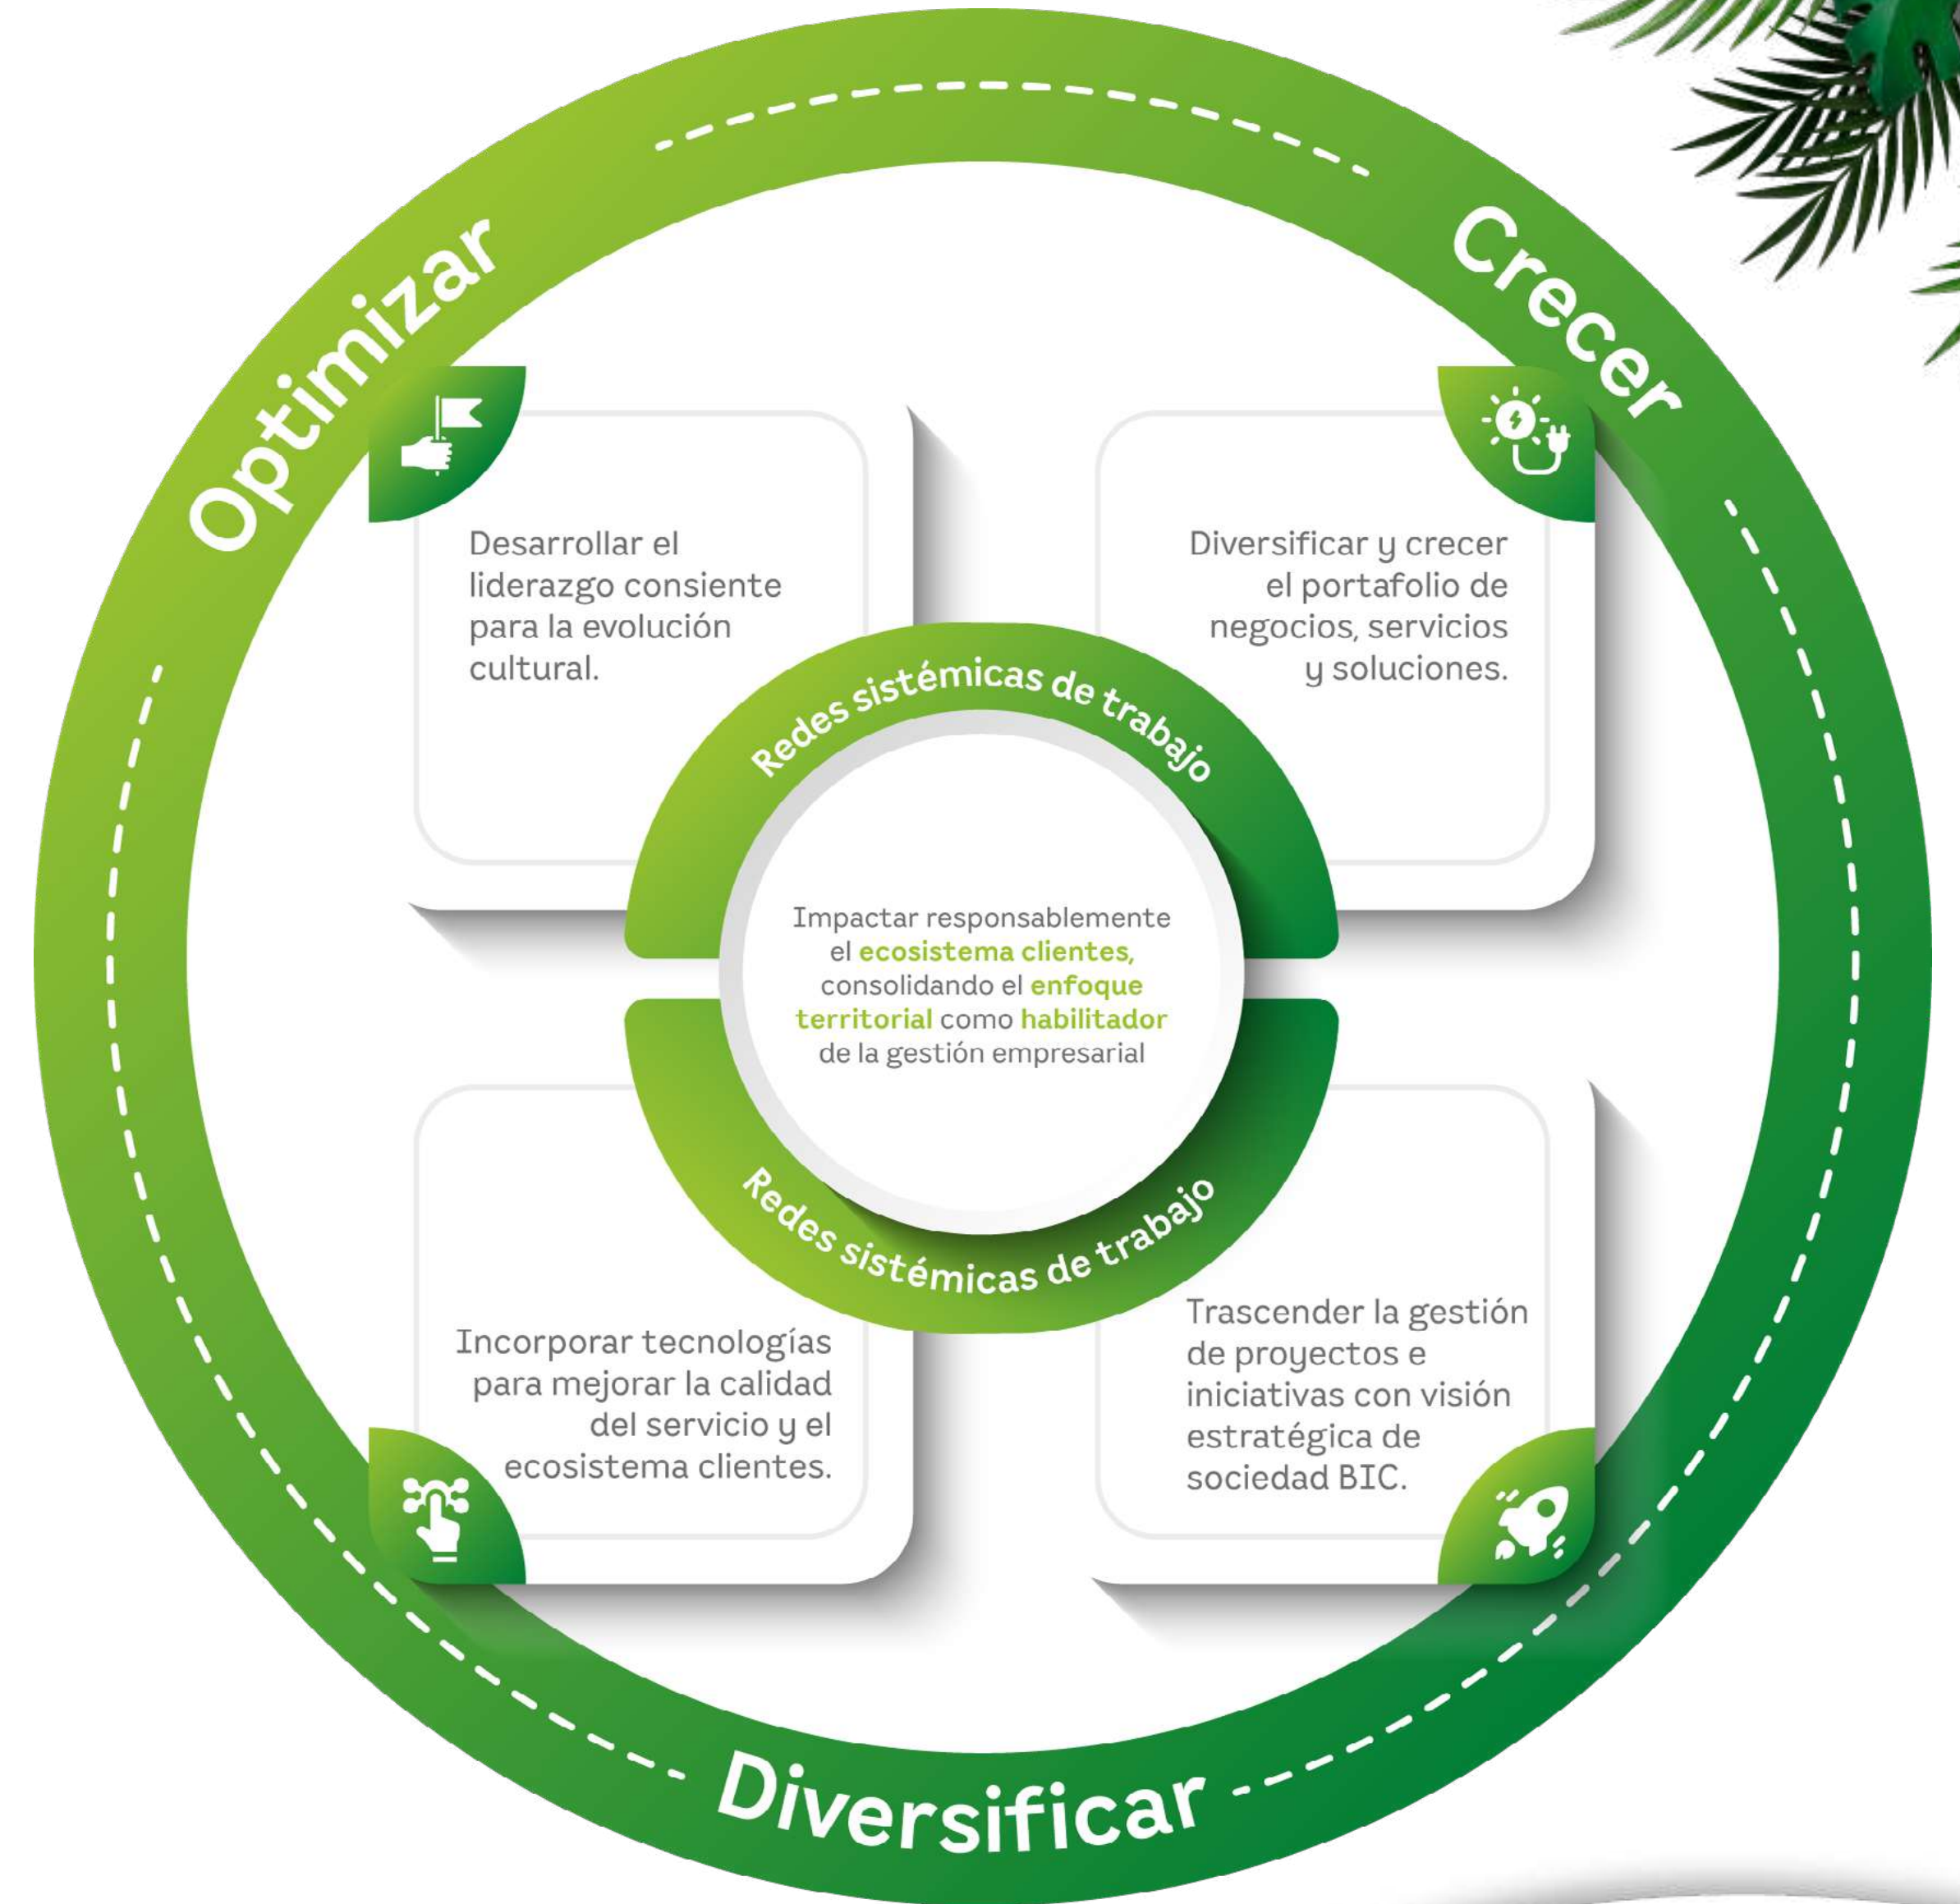 Optimizar
Crecer
Desarrollar el
liderazgo consiente
para la evolución
cultural.
Diversificar y crecer
el portafolio de
negocios, servicios
y soluciones.
Redes sistémicas de trabajo
Impactar responsablemente
el ecosistema clientes,
consolidando el enfoque
territorial como habilitador
de la gestión empresarial
Redes sistémicas de trabajo
Incorporar tecnologías
para mejorar la calidad
del servicio y el
ecosistema clientes.
Trascender la gestión
de proyectos e
iniciativas con visión
estratégica de
sociedad BIC.
Diversificar